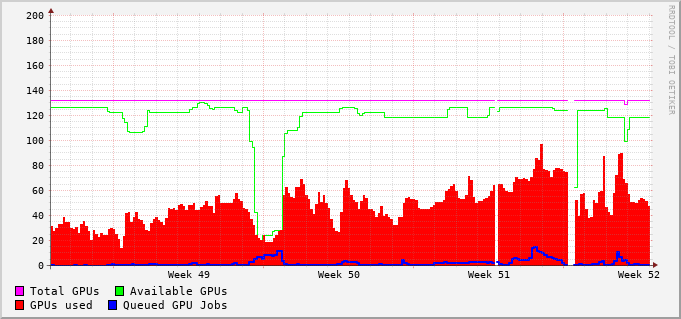 200
180
160
140
120
100
80
60
40
20
0
Week 49 Week 50 Week 51 Week 52
Total GPUs Available GPUs
GPUs used Queued GPU Jobs
RRDTOOL / TOBI OETIKER